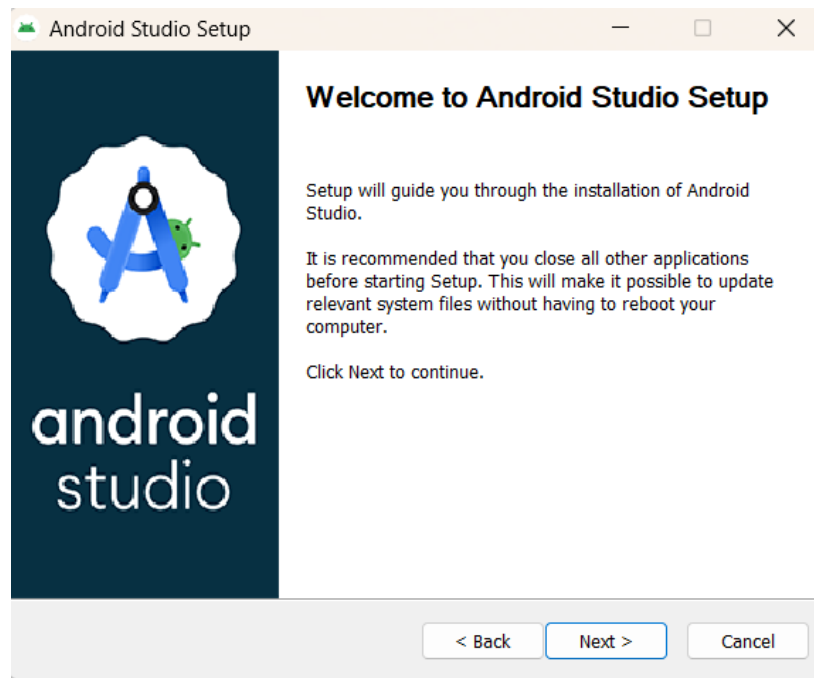 Android Studio Setup
Welcome to Android Studio Setup
Setup will guide you through the installation of Android
Studio.
It is recommended that you close all other applications
before starting Setup. This will make it possible to update
relevant system files without having to reboot your
computer.
Click Next to continue.
android
studio
< Back
Next >
Cancel